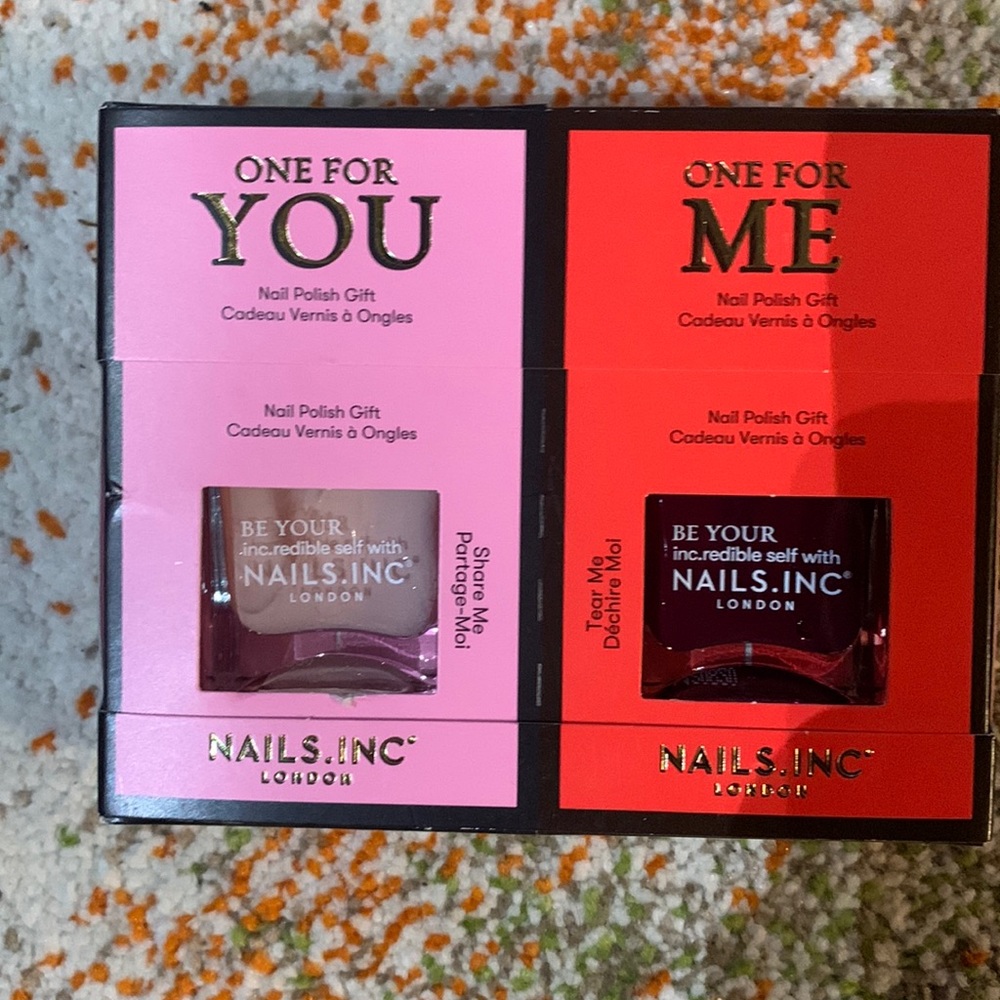 ONE FOR
YOU
Nail Polish Gift
Cadeau Vernis à Ongles
Nail Polish Gift
Cadeau Vernis à Ongles
BE YOUR
inc.redible self with
NAILS.INC®
LONDON
Share Me
Partage-Moi
NAILS.INC
LONDON
ONE FOR
ME
Nail Polish Gift
Cadeau Vernis à Ongles
Nail Polish Gift
Cadeau Vernis à Ongles
Tear Me
Déchire Moi
BE YOUR
inc.redible self with
NAILS.INC®
LONDON
NAILS.INC
LONDON